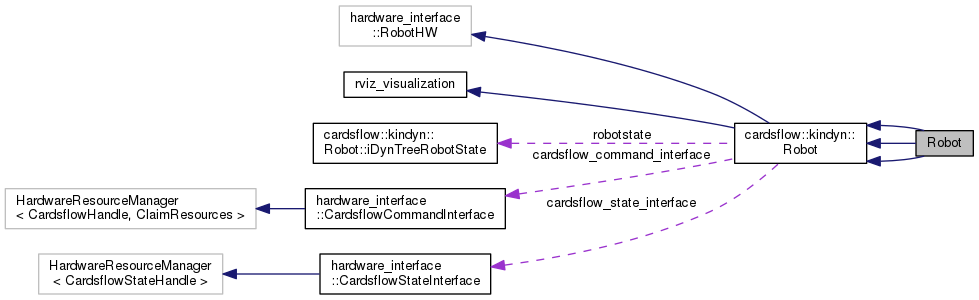 hardware_interface
::RobotHW
rviz_visualization
cardsflow::kindyn::
Robot::iDynTreeRobotState
robotstate
cardsflow::kindyn::
Robot
Robot
cardsflow_command_interface
HardwareResourceManager
< CardsflowHandle, ClaimResources >
hardware_interface
::CardsflowCommandInterface
cardsflow_state_interface
HardwareResourceManager
< CardsflowStateHandle >
hardware_interface
::CardsflowStateInterface